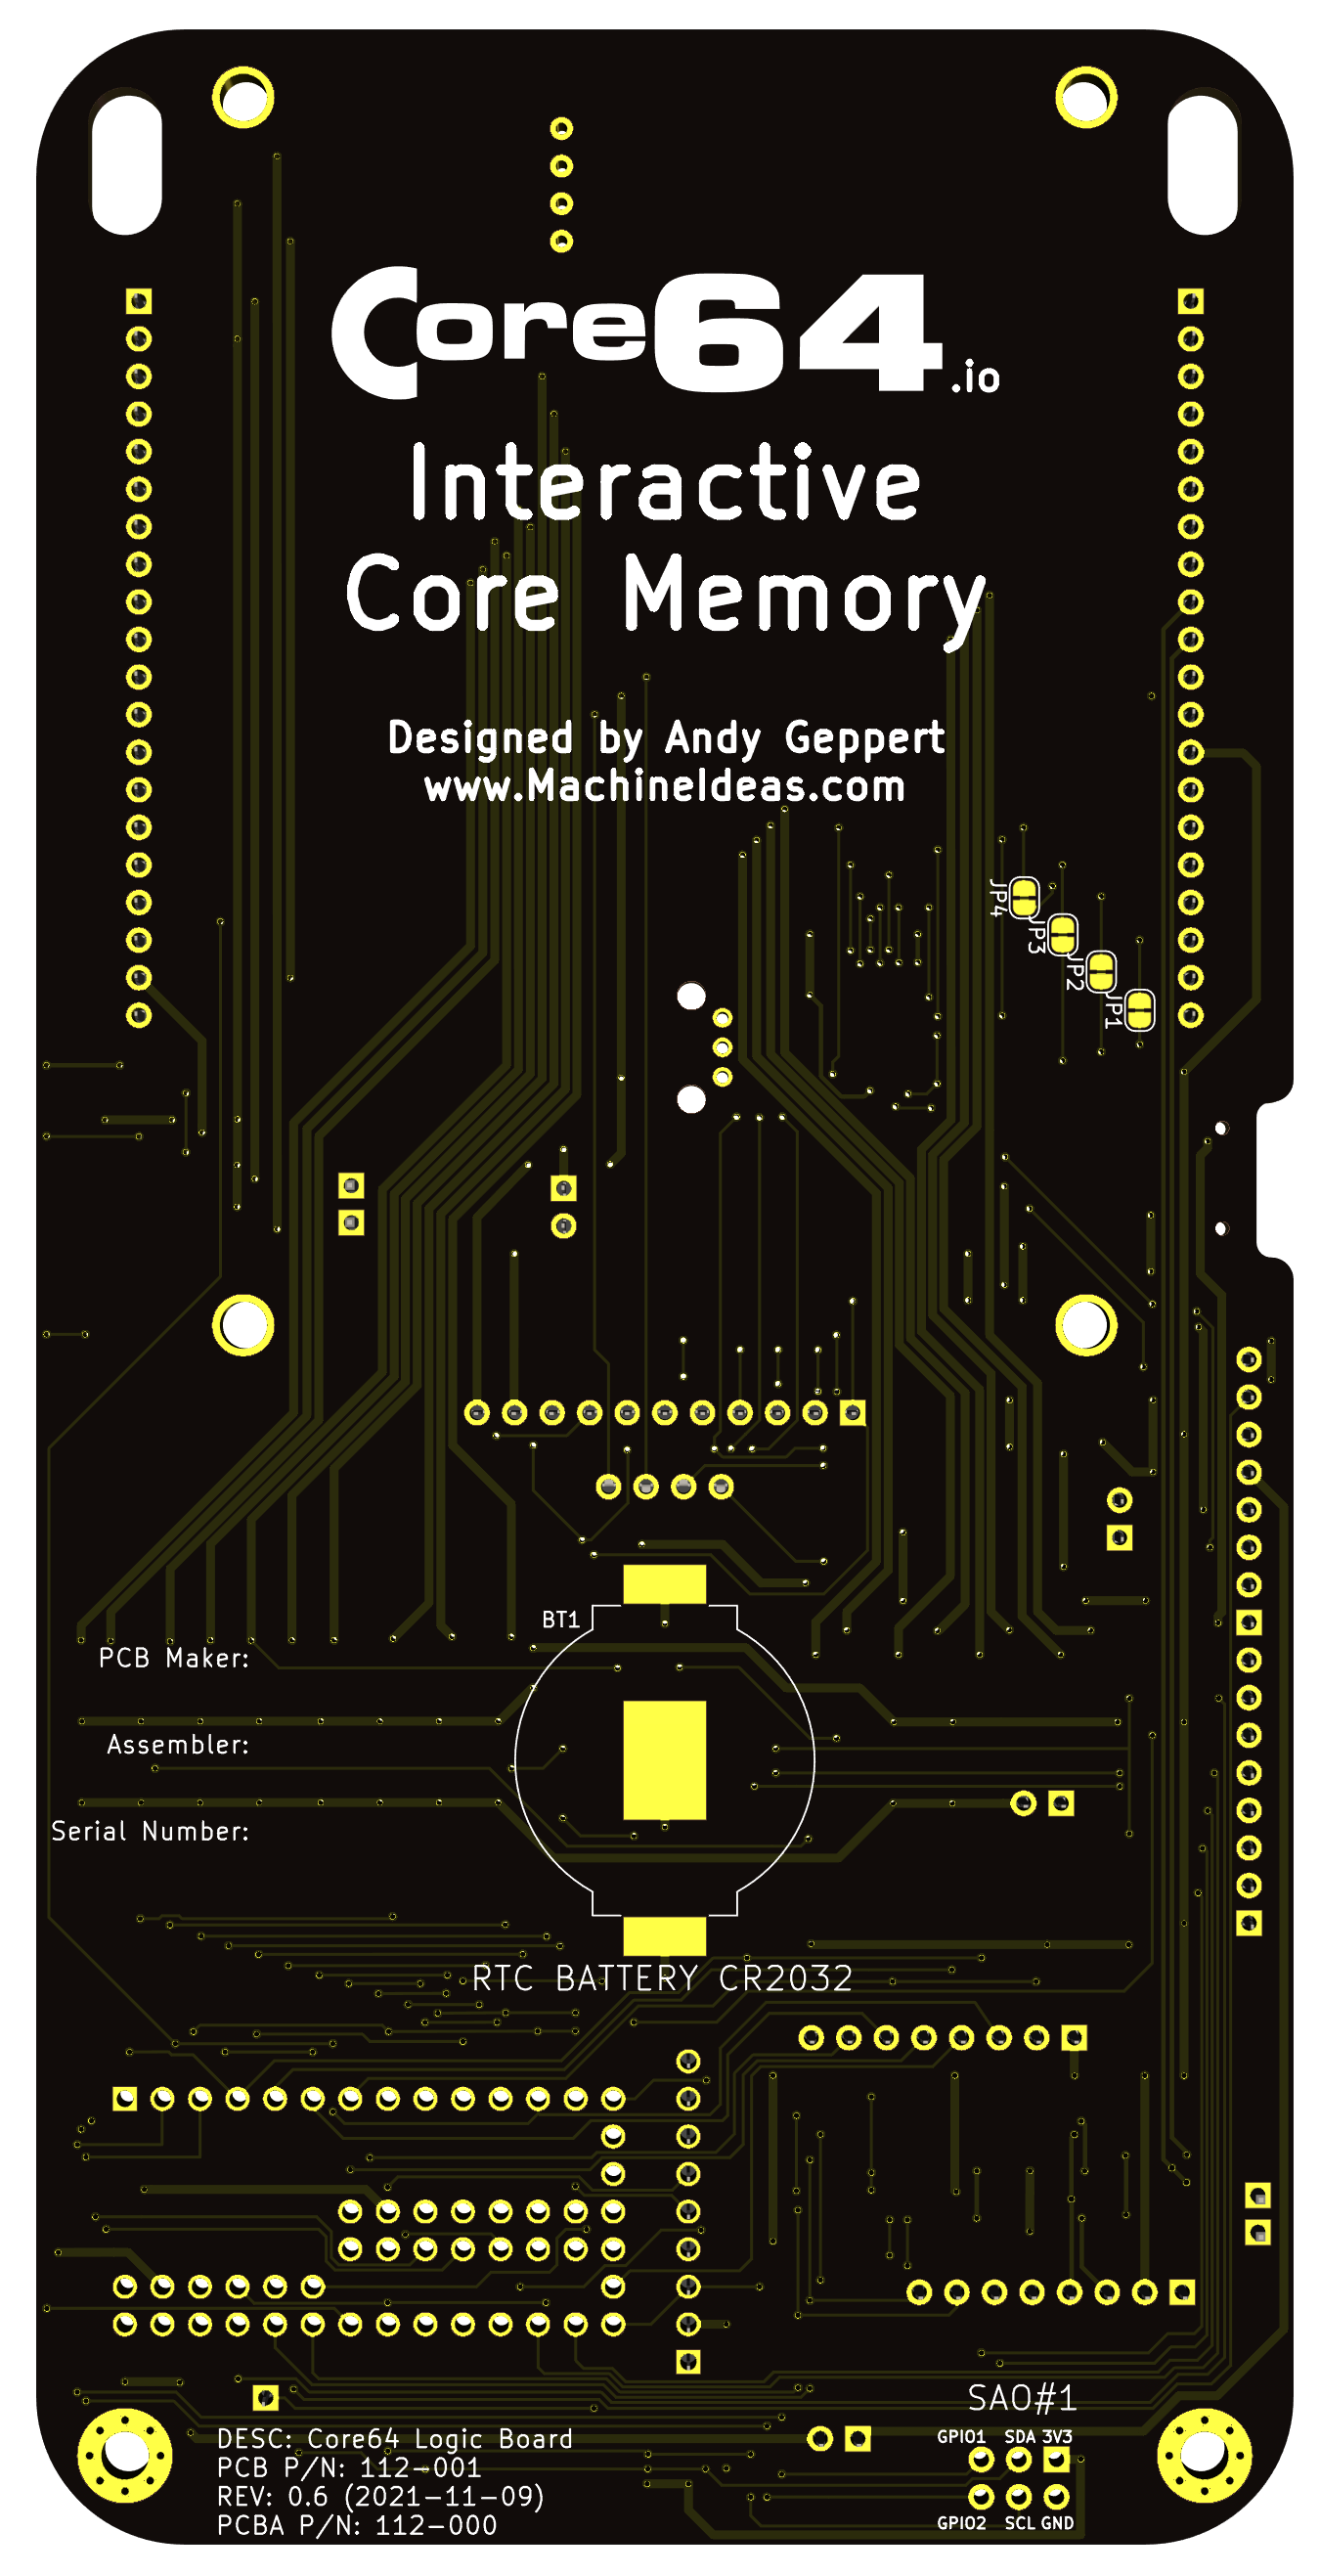 Core64.io
Interactive
Core Memory
Designed by Andy Geppert
www.MachineIdeas.com
JP4
JP3
JP2
JP1
BT1
PCB Maker:
Assembler:
Serial Number:
RTC BATTERY CR2032
SAO#1
GPIO1 SDA 3V3
GPIO2 SCL GND
DESC: Core64 Logic Board
PCB P/N: 112-001
REV: 0.6 (2021-11-09)
PCBA P/N: 112-000